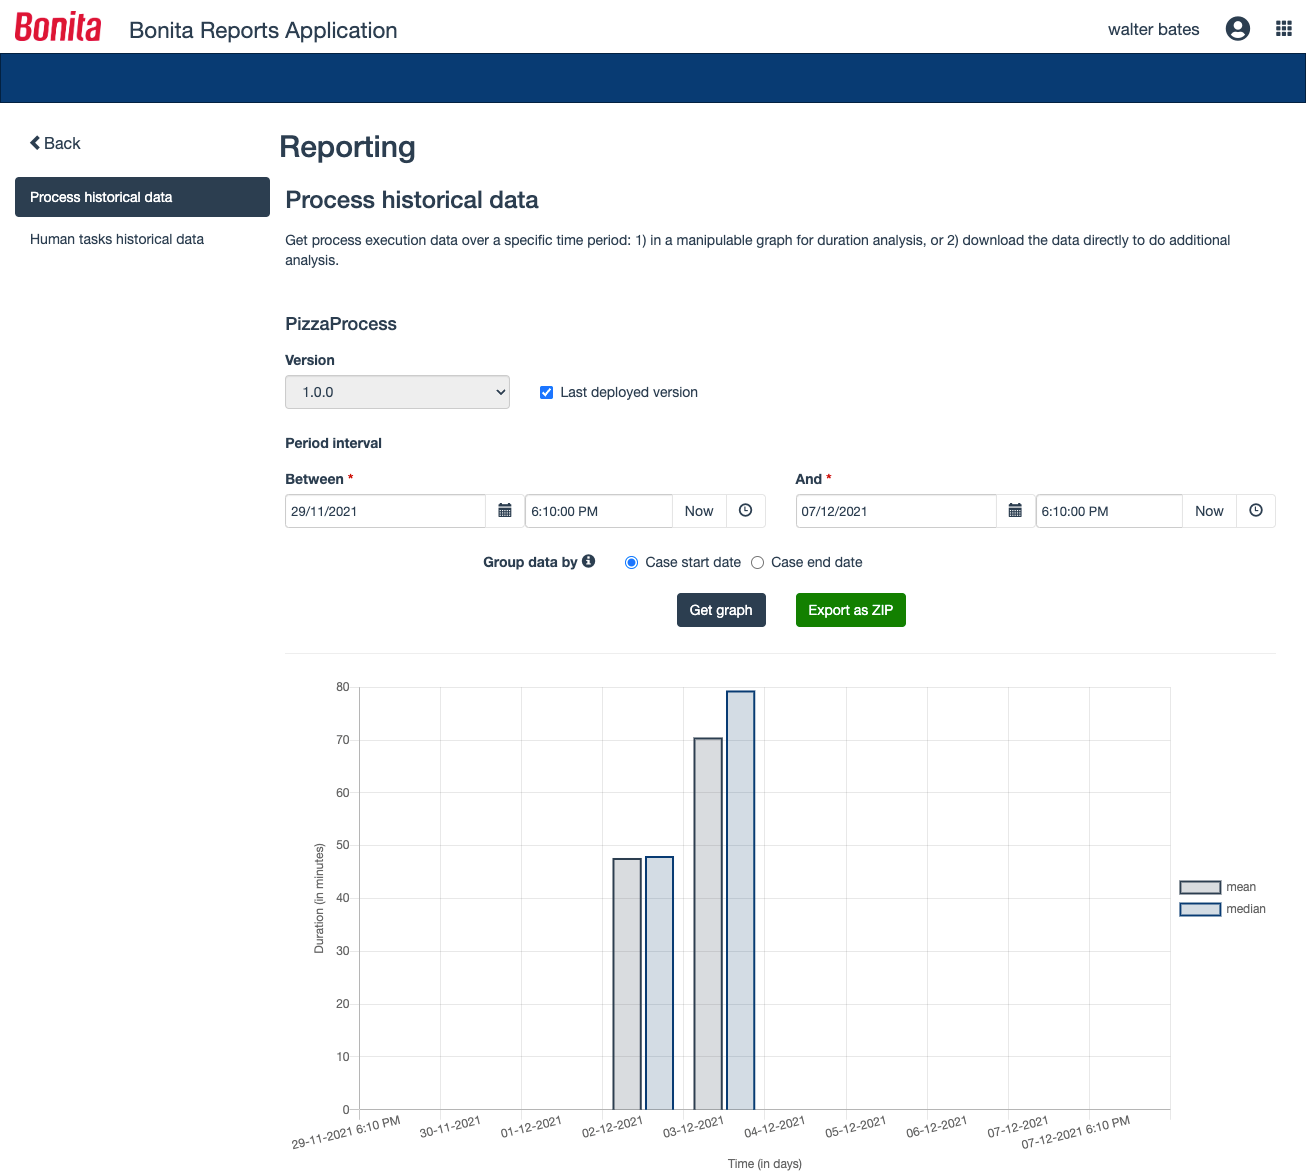 Bonita
Bonita Reports Application
walter bates
Back
Process historical data
Human tasks historical data
Reporting
Process historical data
Get process execution data over a specific time period: 1) in a manipulable graph for duration analysis, or 2) download the data directly to do additional
analysis.
PizzaProcess
Version
1.0.0
Last deployed version
Period interval
Between *
And *
29/11/2021
6:10:00 PM
Now
07/12/2021
6:10:00 PM
Now
Group data by
Case start date
Case end date
Get graph
Export as ZIP
80
70
60
50
40
30
20
10
0
Duration (in minutes)
mean
median
29-11-2021 6:10 PM
30-11-2021
01-12-2021
02-12-2021
03-12-2021
04-12-2021
05-12-2021
06-12-2021
07-12-2021
07-12-2021 6:10 PM
Time (in days)